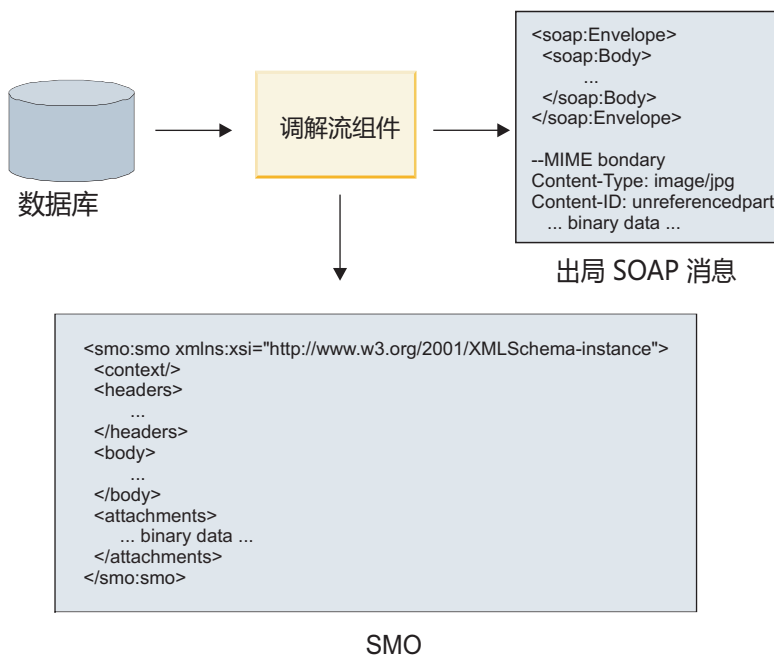 <soap:Envelope>
<soap:Body>
...
</soap:Body>
</soap:Envelope>
--MIME bondary
Content-Type: image/jpg
Content-ID: unreferencedpart
... binary data ...
出局 SOAP 消息
调解流组件
数据库
<smo:smo xmlns:xsi="http://www.w3.org/2001/XMLSchema-instance">
<context/>
<headers>
...
</headers>
<body>
...
</body>
<attachments>
... binary data ...
</attachments>
</smo:smo>
SMO